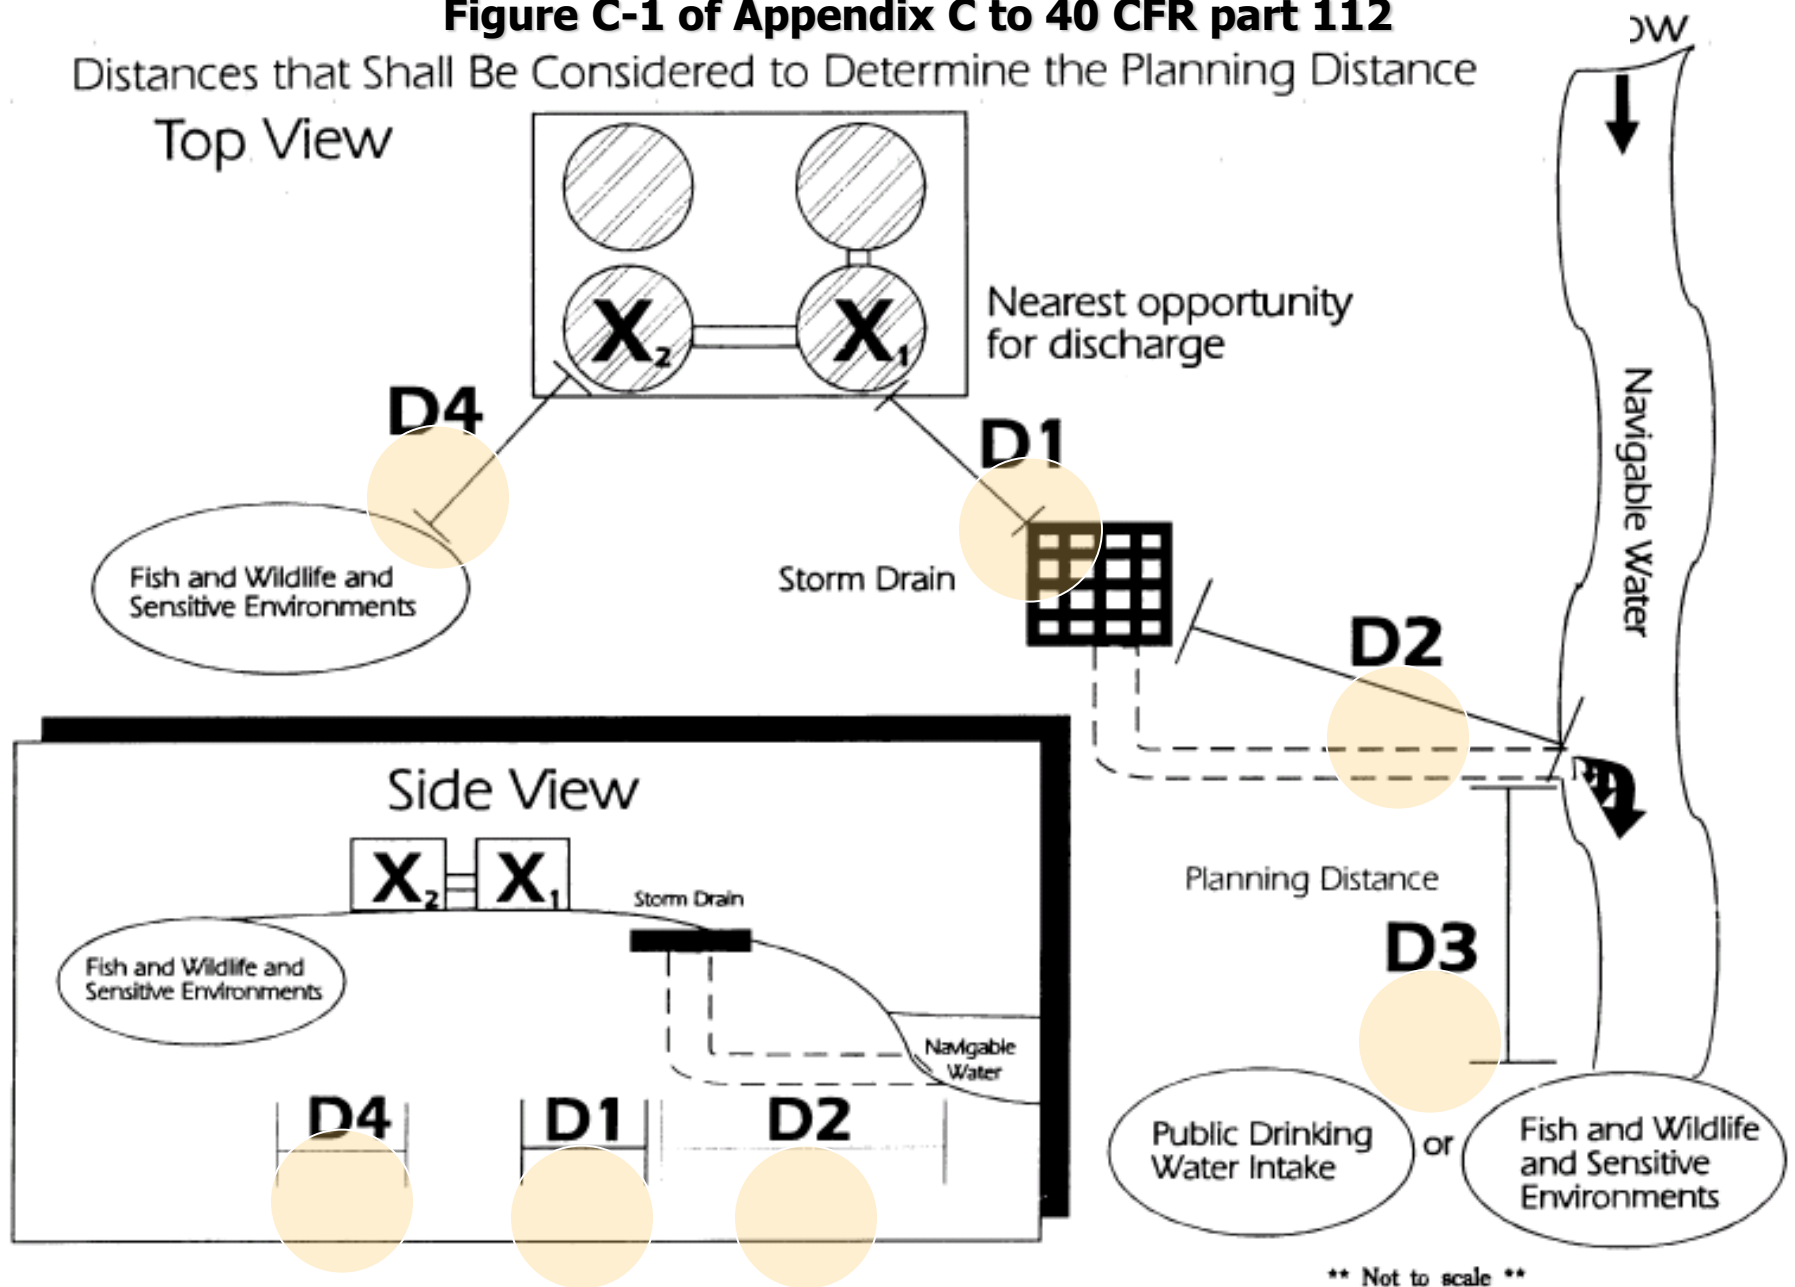 Figure C-1 of Appendix C to 40 CFR part 112
Distances that Shall Be Considered to Determine the Planning Distance
Top View
OW
X2
X1
Nearest opportunity
for discharge
D4
D1
Fish and Wildlife and
Sensitive Environments
Storm Drain
D2
Navigable Water
Planning Distance
D3
Public Drinking
Water Intake
or
Fish and Wildlife
and Sensitive
Environments
Side View
X2
X1
Storm Drain
Fish and Wildlife and
Sensitive Environments
Navigable
Water
D4
D1
D2
** Not to scale **